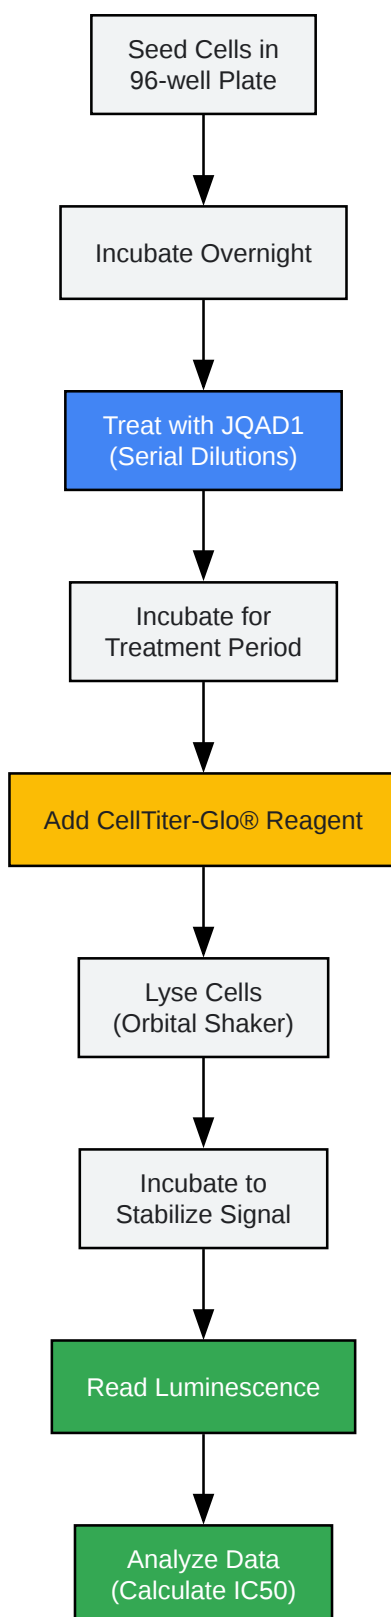 Seed Cells in
96-well Plate
Incubate Overnight
Treat with JQAD1
(Serial Dilutions)
Incubate for
Treatment Period
Add CellTiter-Glo® Reagent
Lyse Cells
(Orbital Shaker)
Incubate to
Stabilize Signal
Read Luminescence
Analyze Data
(Calculate IC50)